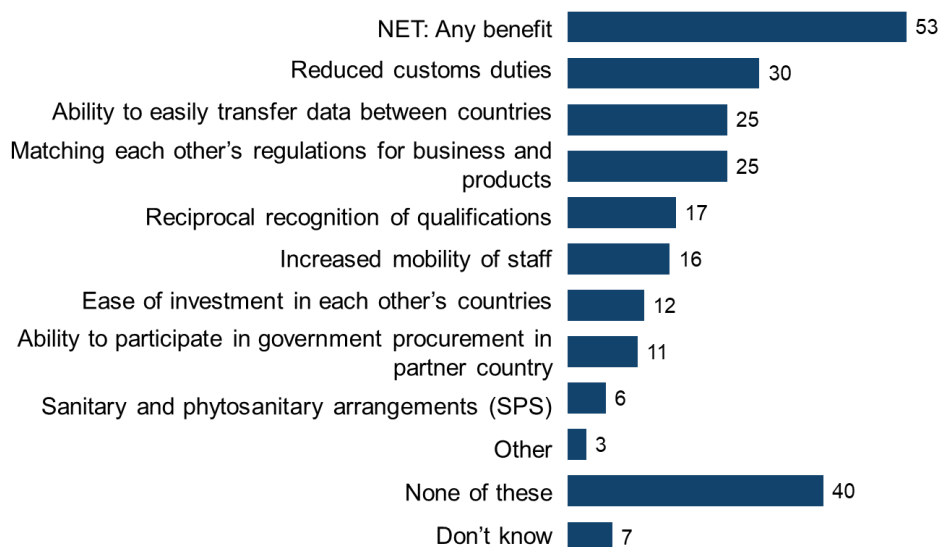 NET: Any benefit 53
Reduced customs duties 30
Ability to easily transfer data between countries 25
Matching each other’s regulations for business and
products 25
Reciprocal recognition of qualifications 17
Increased mobility of staff 16
Ease of investment in each other’s countries 12
Ability to participate in government procurement in
partner country 11
Sanitary and phytosanitary arrangements (SPS) 6
Other 3
None of these 40
Don’t know 7